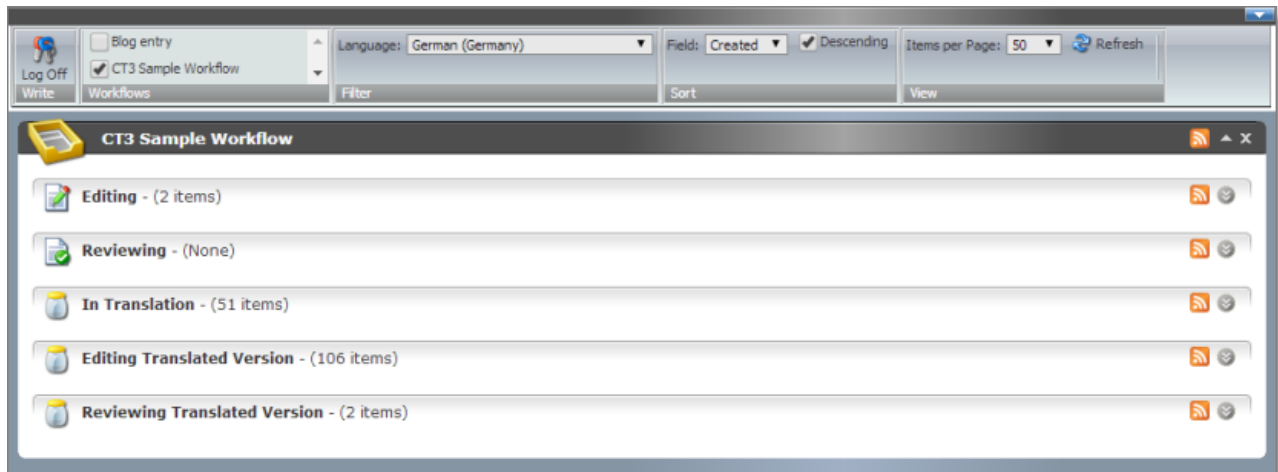 Log Off
Write
Blog entry
CT3 Sample Workflow
Workflows
Language: German (Germany)
Filter
Field: Created Descending
Sort
Items per Page: 50 Refresh
View
CT3 Sample Workflow
X
Editing - (2 items)
Reviewing - (None)
In Translation - (51 items)
Editing Translated Version - (106 items)
Reviewing Translated Version - (2 items)